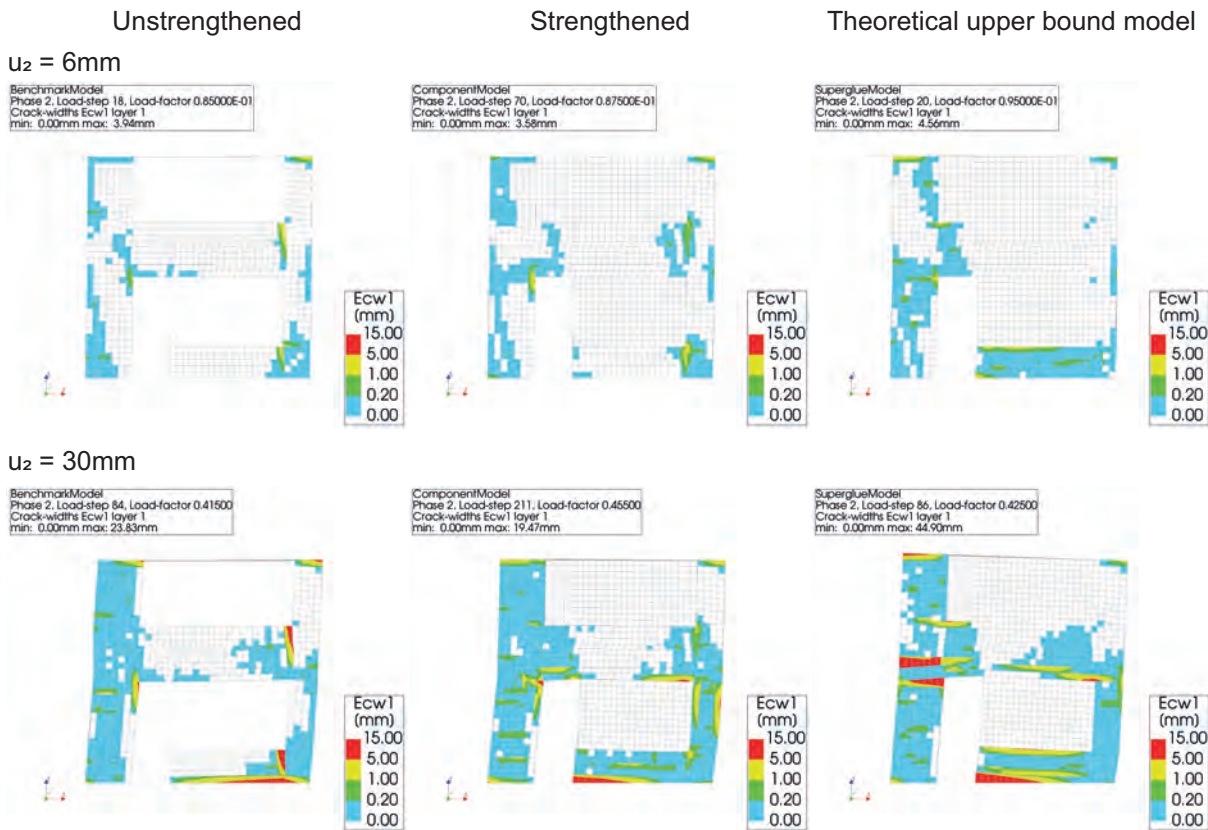 Unstrengthened Strengthened Theoretical upper bound model
u₂ = 6mm
BenchmarkModel
Phase 2, Load-step 18, Load-factor 0.85000E-01
Crack-widths Ecw1 layer 1
min: 0.00mm max: 3.94mm
ComponentModel
Phase 2, Load-step 70, Load-factor 0.87500E-01
Crack-widths Ecw1 layer 1
min: 0.00mm max: 3.58mm
SuperglueModel
Phase 2, Load-step 20, Load-factor 0.95000E-01
Crack-widths Ecw1 layer 1
min: 0.00mm max: 4.56mm
Ecw1
(mm)
15.00
5.00
1.00
0.20
0.00
Ecw1
(mm)
15.00
5.00
1.00
0.20
0.00
Ecw1
(mm)
15.00
5.00
1.00
0.20
0.00
u₂ = 30mm
BenchmarkModel
Phase 2, Load-step 84, Load-factor 0.41500
Crack-widths Ecw1 layer 1
min: 0.00mm max: 23.83mm
ComponentModel
Phase 2, Load-step 211, Load-factor 0.45500
Crack-widths Ecw1 layer 1
min: 0.00mm max: 19.47mm
SuperglueModel
Phase 2, Load-step 86, Load-factor 0.42500
Crack-widths Ecw1 layer 1
min: 0.00mm max: 44.90mm
Ecw1
(mm)
15.00
5.00
1.00
0.20
0.00
Ecw1
(mm)
15.00
5.00
1.00
0.20
0.00
Ecw1
(mm)
15.00
5.00
1.00
0.20
0.00